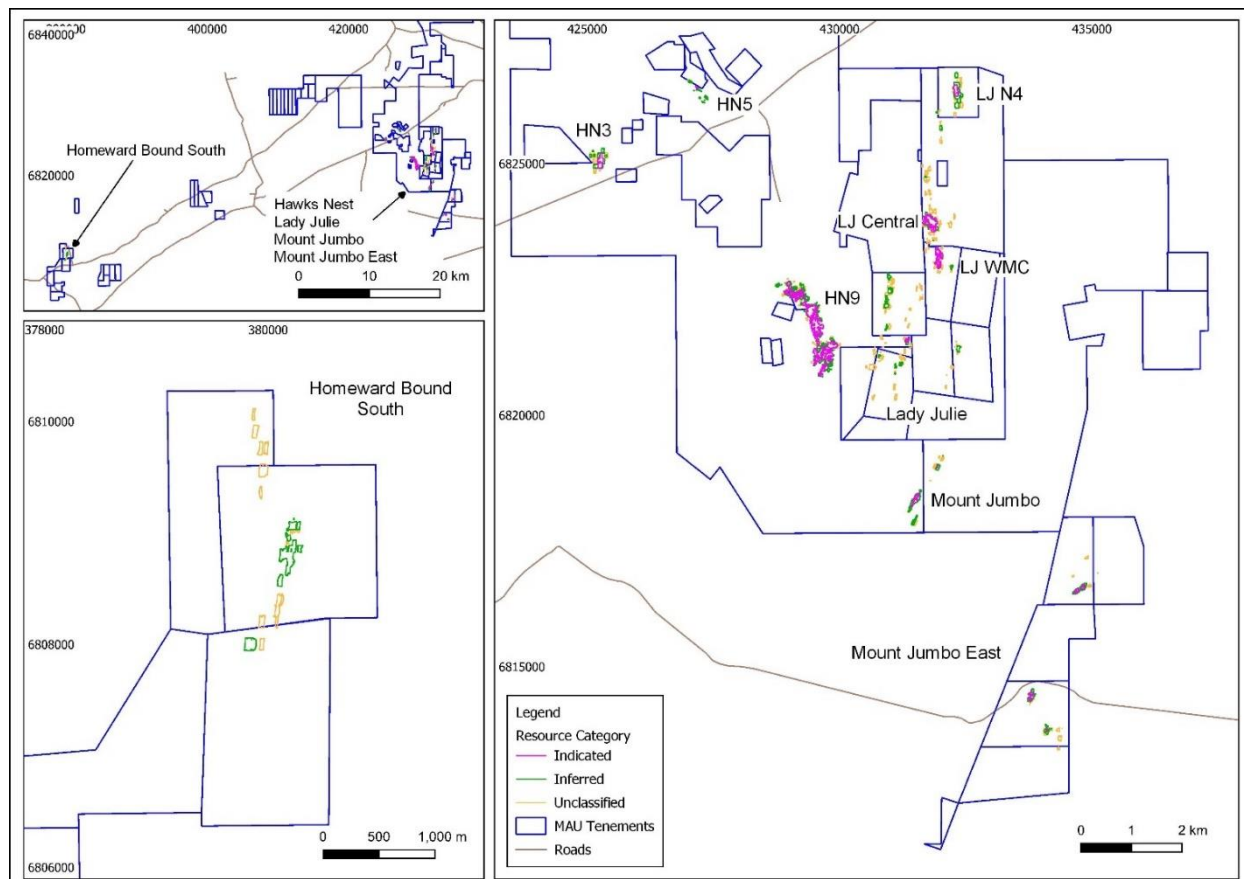 6840000
400000
420000
Homeward Bound South
6820000
Hawks Nest
Lady Julie
Mount Jumbo
Mount Jumbo East
0 10 20 km
378000
380000
Homeward Bound
South
6810000
6808000
6806000
0 500 1,000 m
425000
430000
435000
LJ N4
HN5
HN3
6825000
LJ Central
LJ WMC
HN9
6820000
Lady Julie
Mount Jumbo
Mount Jumbo East
6815000
Legend
Resource Category
Indicated
Inferred
Unclassified
MAU Tenements
Roads
0 1 2 km